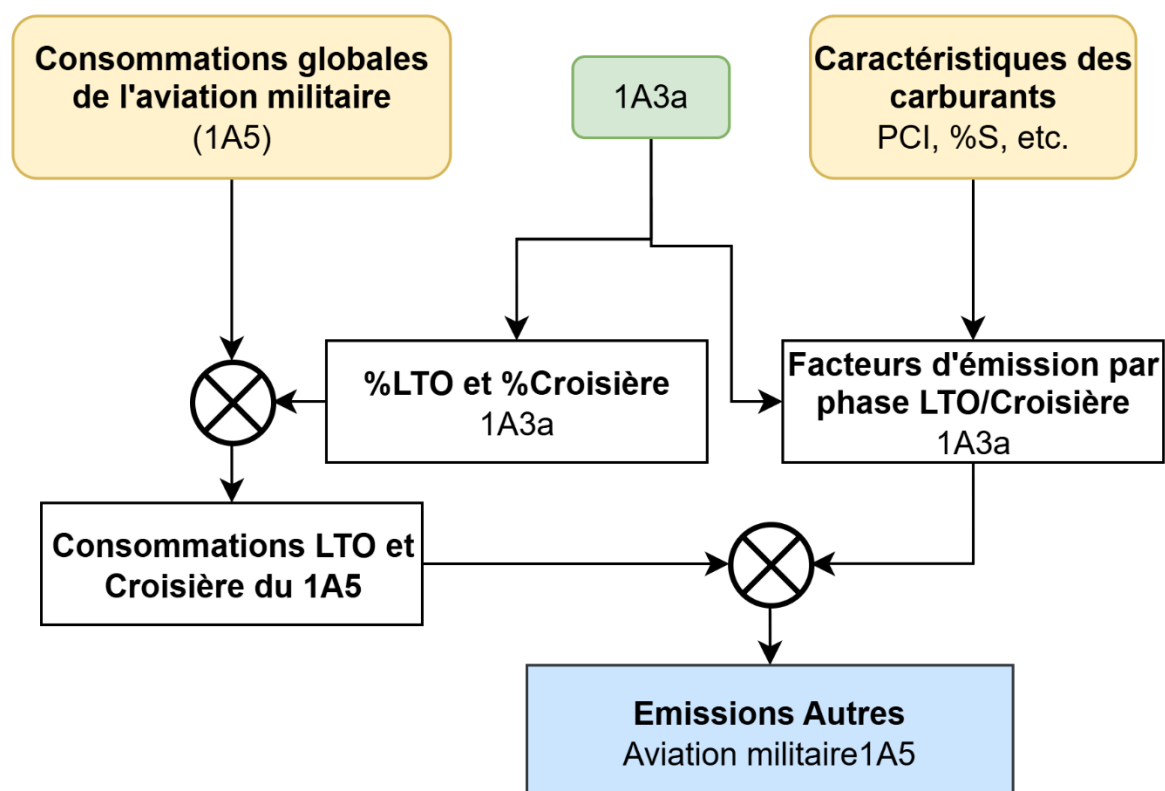 Consommations globales
de l'aviation militaire
(1A5)
1A3a
Caractéristiques des
carburants
PCI, %S, etc.
%LTO et %Croisière
1A3a
Facteurs d'émission par
phase LTO/Croisière
1A3a
Consommations LTO et
Croisière du 1A5
Emissions Autres
Aviation militaire1A5